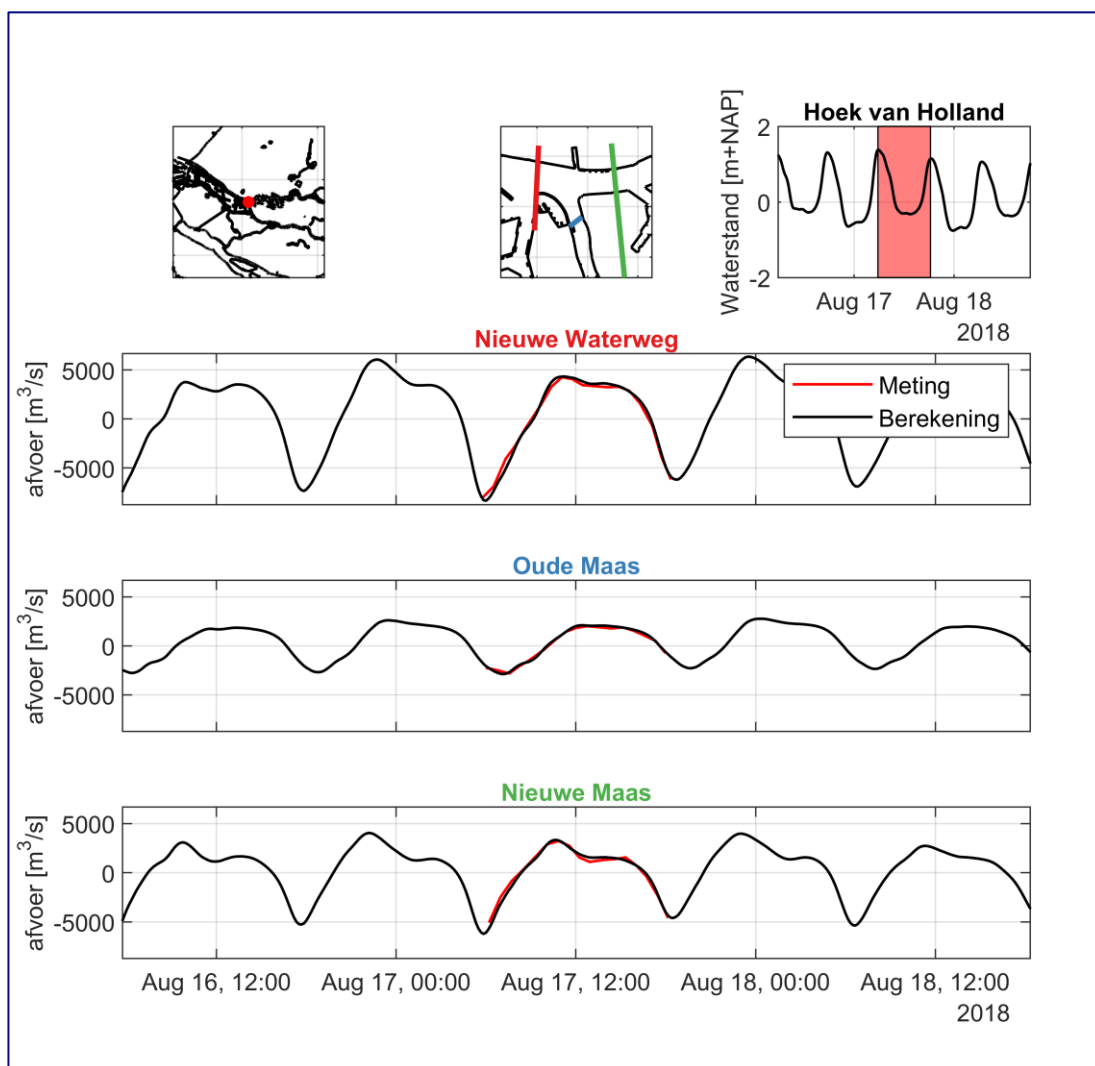 Hoek van Holland
Waterstand [m+NAP]
2
0
-2
Aug 17
Aug 18
2018
Nieuwe Waterweg
afvoer [m³/s]
5000
0
-5000
Meting
Berekening
Oude Maas
afvoer [m³/s]
5000
0
-5000
Nieuwe Maas
afvoer [m³/s]
5000
0
-5000
Aug 16, 12:00
Aug 17, 00:00
Aug 17, 12:00
Aug 18, 00:00
Aug 18, 12:00
2018